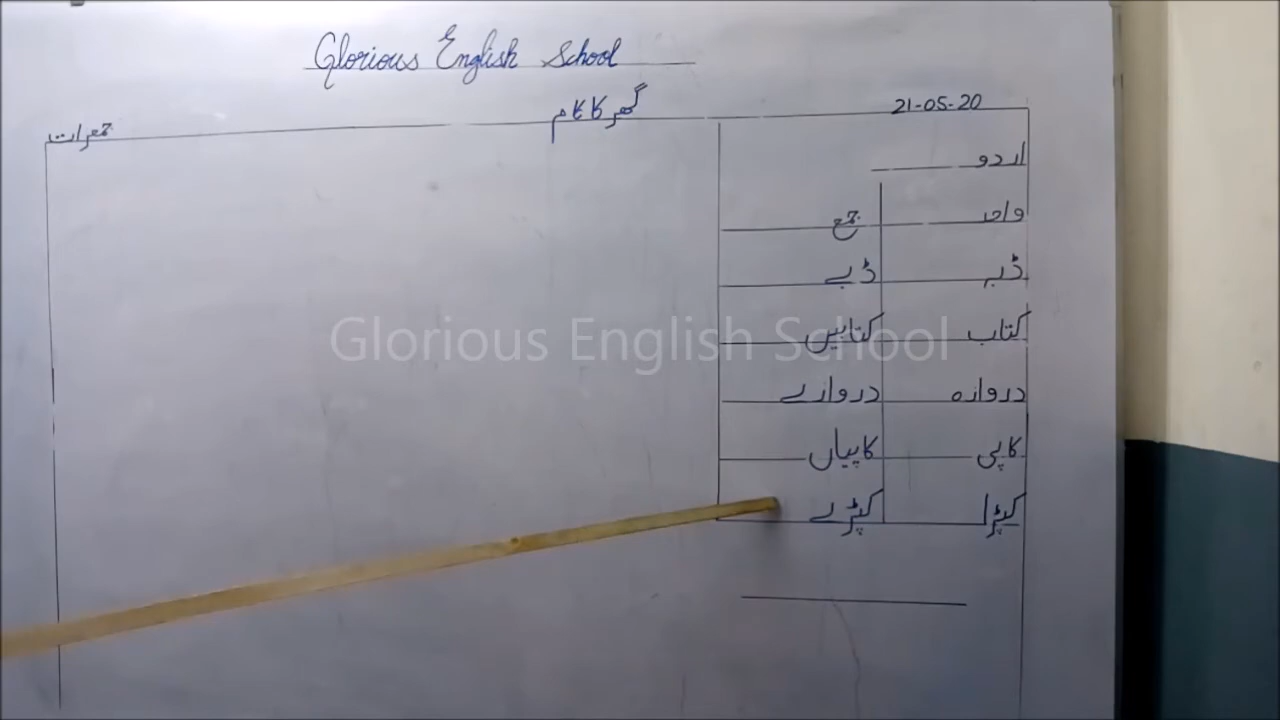 Glorious English School
گھر کا کام
21-05-20
جمعرات
اردو
واحد جمع
ڈبہ ڈبے
کتاب کتابیں
Glorious English School
دروازہ دروازے
کاپی کاپیاں
کپڑا کپڑے